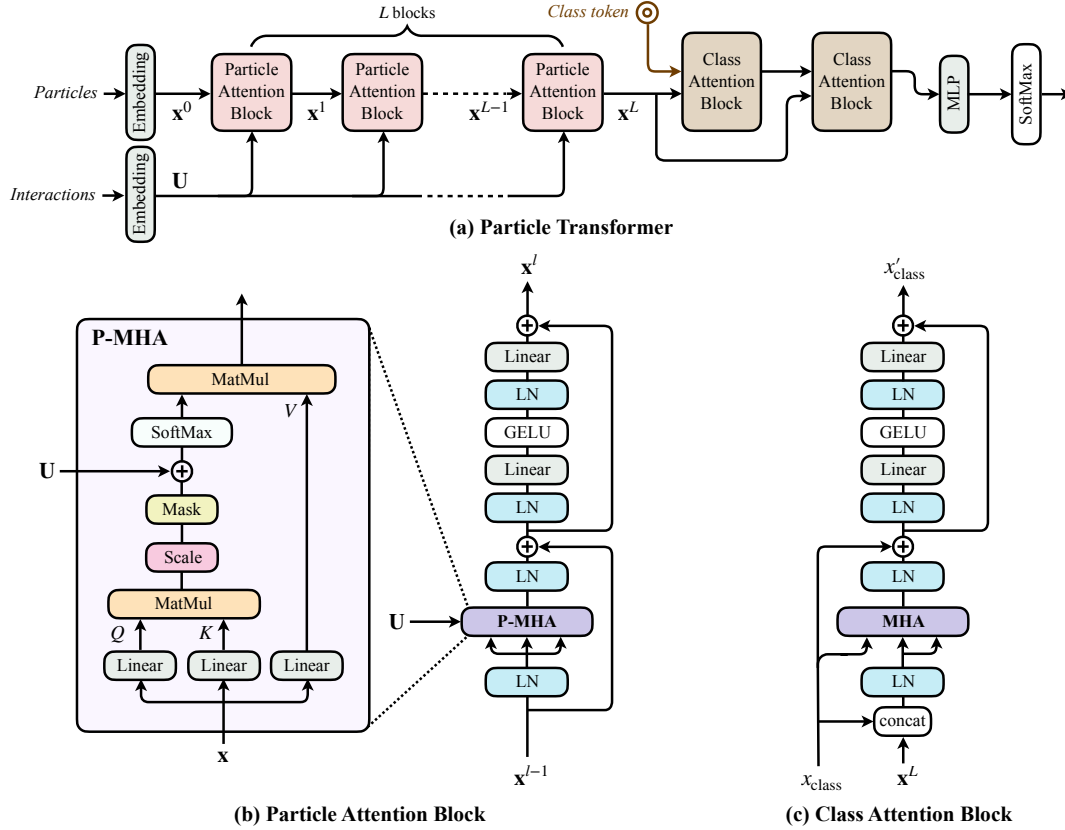 L blocks
Class token
Particles
Embedding
x^0
Particle
Attention
Block
x^1
Particle
Attention
Block
x^{L−1}
Particle
Attention
Block
x^L
Class
Attention
Block
Class
Attention
Block
MLP
SoftMax
Interactions
Embedding
U
(a) Particle Transformer
P-MHA
MatMul
V
SoftMax
U
+
Mask
Scale
MatMul
Q
K
Linear
Linear
Linear
x
x^l
+
Linear
LN
GELU
Linear
LN
+
LN
U
P-MHA
LN
x^{l−1}
(b) Particle Attention Block
x′_class
+
Linear
LN
GELU
Linear
LN
+
LN
MHA
LN
concat
x_class
x^L
(c) Class Attention Block